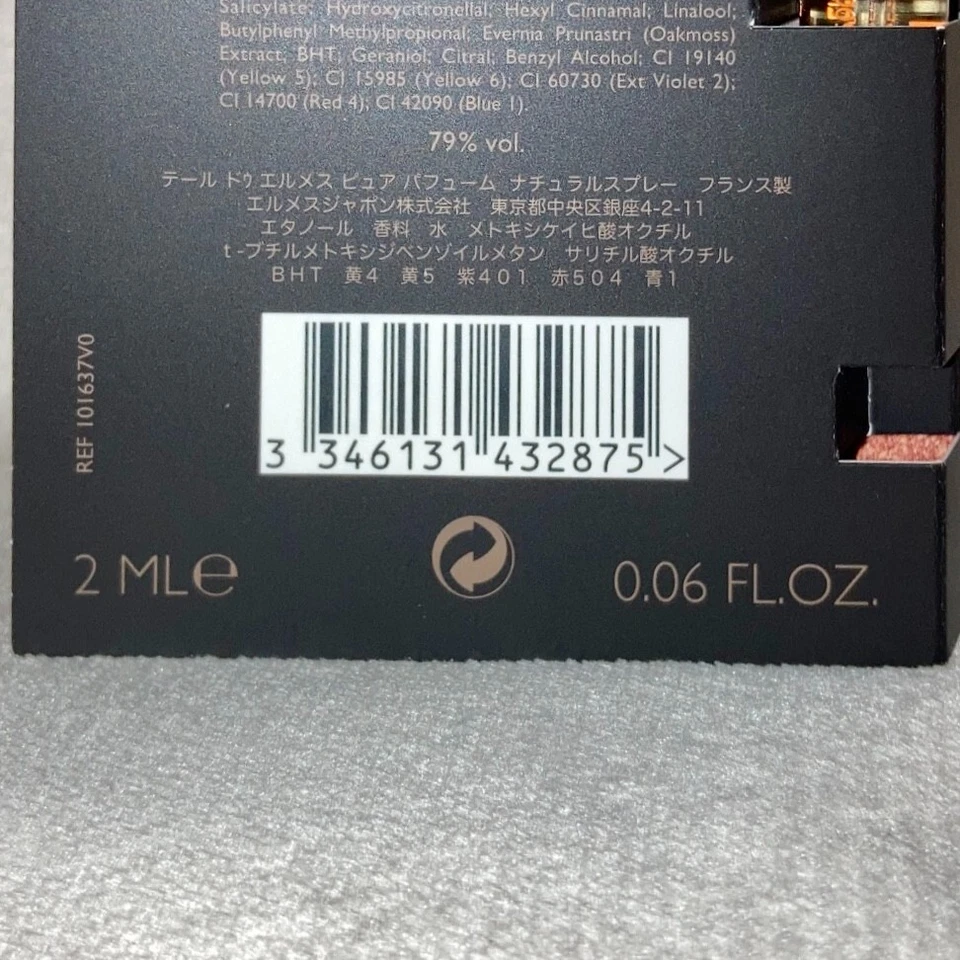 Salicylate; Hydroxycitronellal; Hexyl Cinnamal; Linalool;
Butylphenyl Methylpropional; Evernia Prunastri (Oakmoss)
Extract; BHT; Geraniol; Citral; Benzyl Alcohol; CI 19140
(Yellow 5); CI 15985 (Yellow 6); CI 60730 (Ext Violet 2);
CI 14700 (Red 4); CI 42090 (Blue 1).
79% vol.
テール ドゥ エルメス ピュア パフューム ナチュラルスプレー フランス製
エルメスジャポン株式会社 東京都中央区銀座4-2-11
エタノール 香料 水 メトキシケイヒ酸オクチル
t-ブチルメトキシジベンゾイルメタン サリチル酸オクチル
BHT 黄4 黄5 紫401 赤504 青1
REF 101637V0
3 346131 432875 >
2 ML e
0.06 FL.OZ.